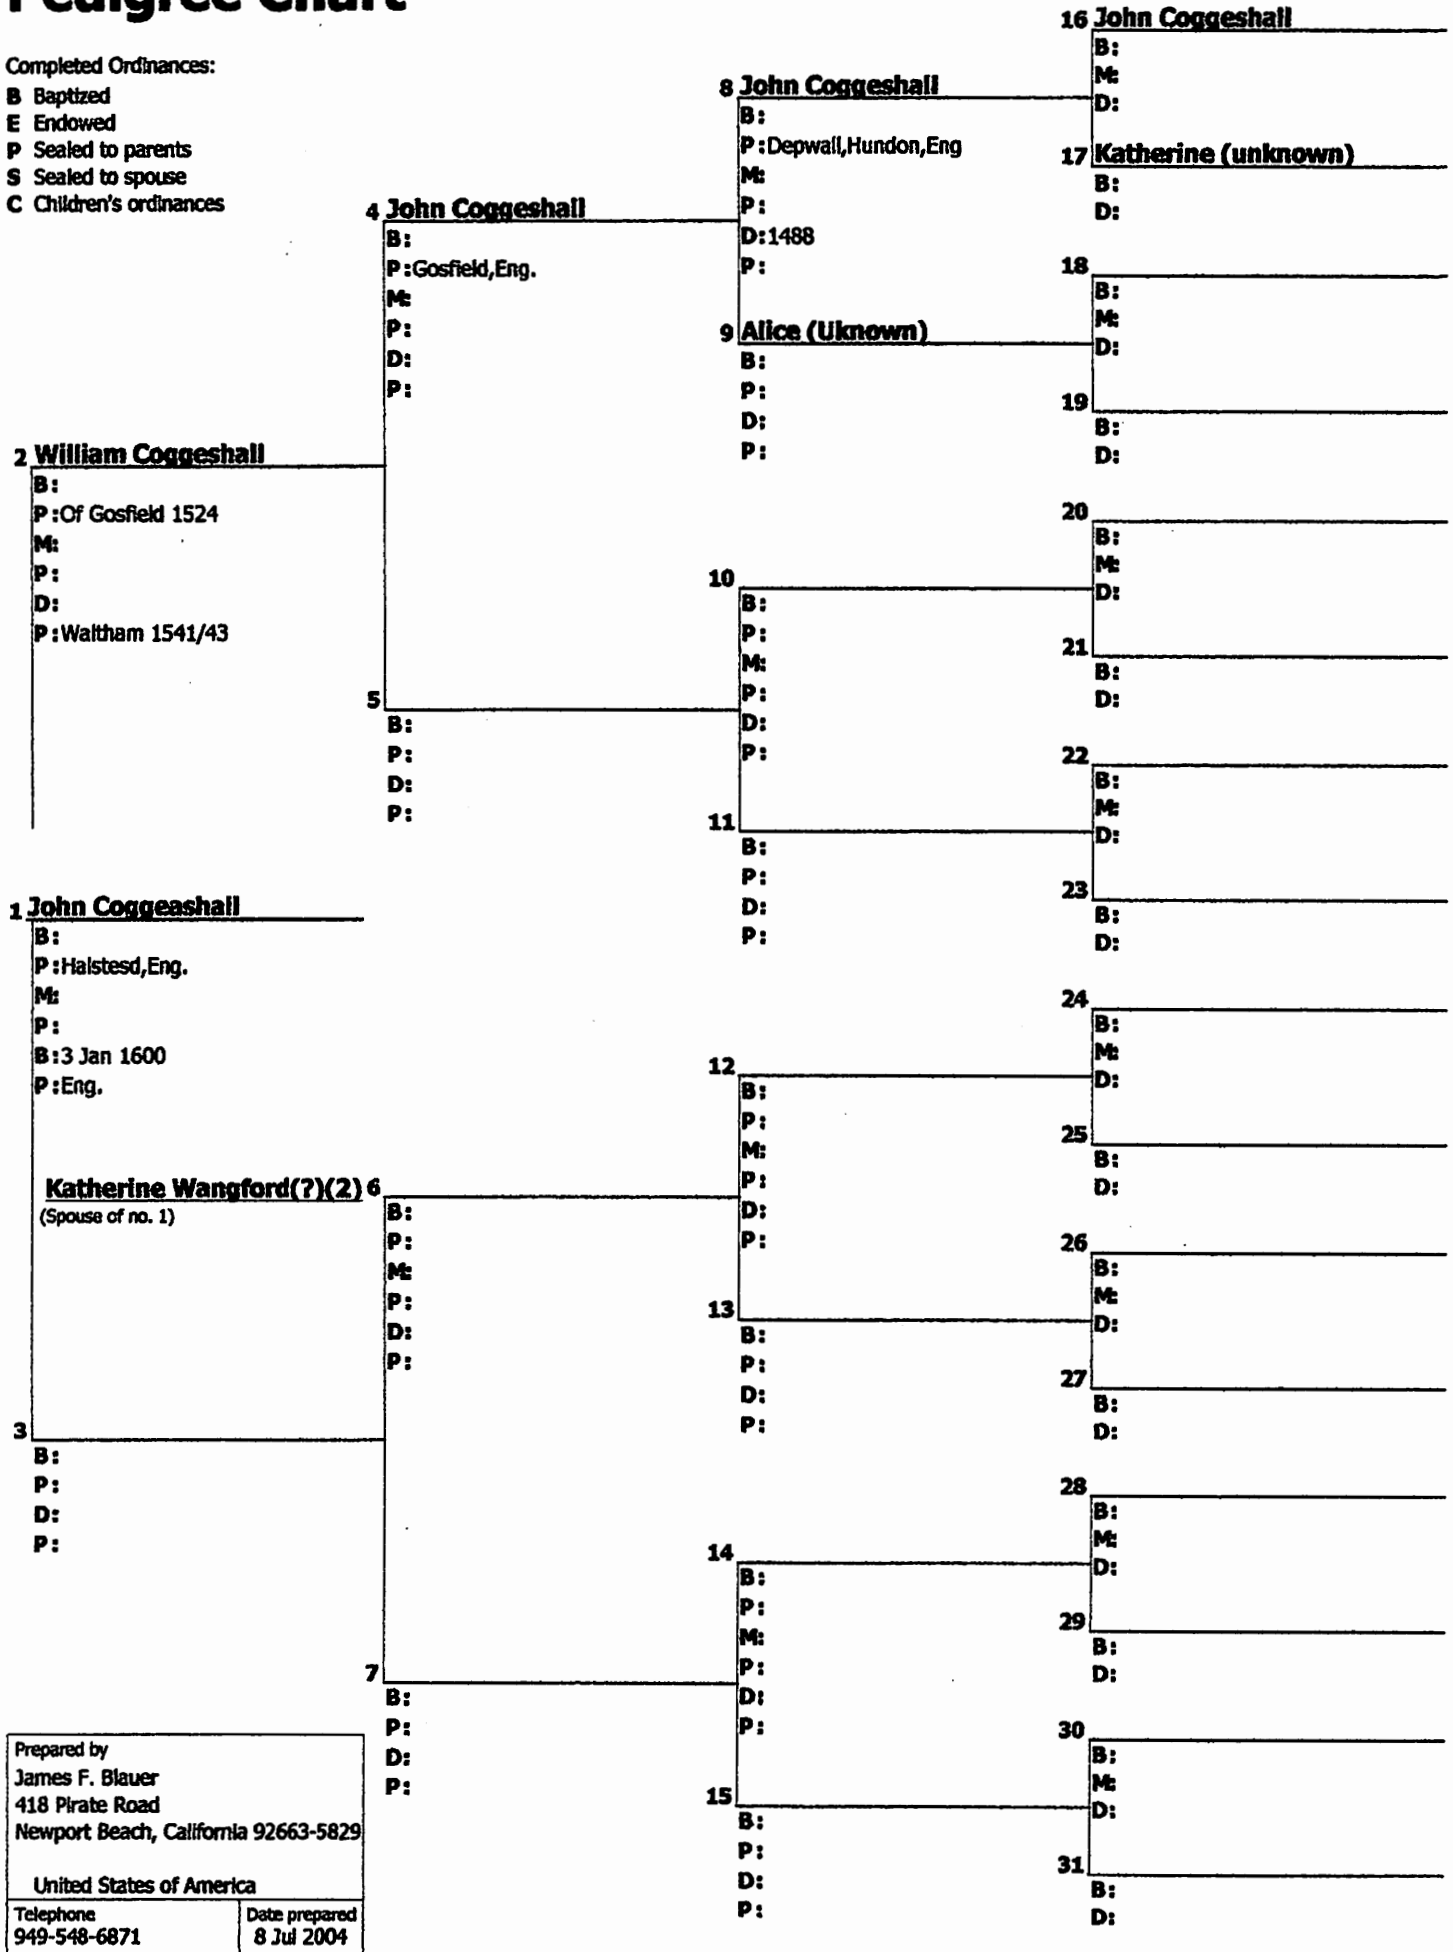 Pedigree Chart
Completed Ordinances:
B Baptized
E Endowed
P Sealed to parents
S Sealed to spouse
C Children's ordinances
2 William Coggeshall
B:
P:Of Gosfield 1524
M:
P:
D:
P:Waltham 1541/43
1 John Coggeashall
B:
P:Halstesd,Eng.
M:
P:
B:3 Jan 1600
P:Eng.
Katherine Wangford(?)(2)
(Spouse of no. 1)
3
B:
P:
D:
P:
Prepared by
James F. Blauer
418 Pirate Road
Newport Beach, California 92663-5829
United States of America
Telephone
949-548-6871
Date prepared
8 Jul 2004
4 John Coggeshall
B:
P:Gosfield,Eng.
M:
P:
D:
P:
5
B:
P:
D:
P:
6
B:
P:
M:
P:
D:
P:
7
B:
P:
D:
P:
8 John Coggeshall
B:
P:Depwall,Hundon,Eng
M:
P:
D:1488
P:
9 Alice (Uknown)
B:
P:
D:
P:
10
B:
P:
M:
P:
D:
P:
11
B:
P:
D:
P:
12
B:
P:
M:
P:
D:
P:
13
B:
P:
D:
P:
14
B:
P:
M:
P:
D:
P:
15
B:
P:
D:
P:
16 John Coggeshall
B:
M:
D:
17 Katherine (unknown)
B:
D:
18
B:
M:
D:
19
B:
D:
20
B:
M:
D:
21
B:
D:
22
B:
M:
D:
23
B:
D:
24
B:
M:
D:
25
B:
D:
26
B:
M:
D:
27
B:
D:
28
B:
M:
D:
29
B:
D:
30
B:
M:
D:
31
B:
D: